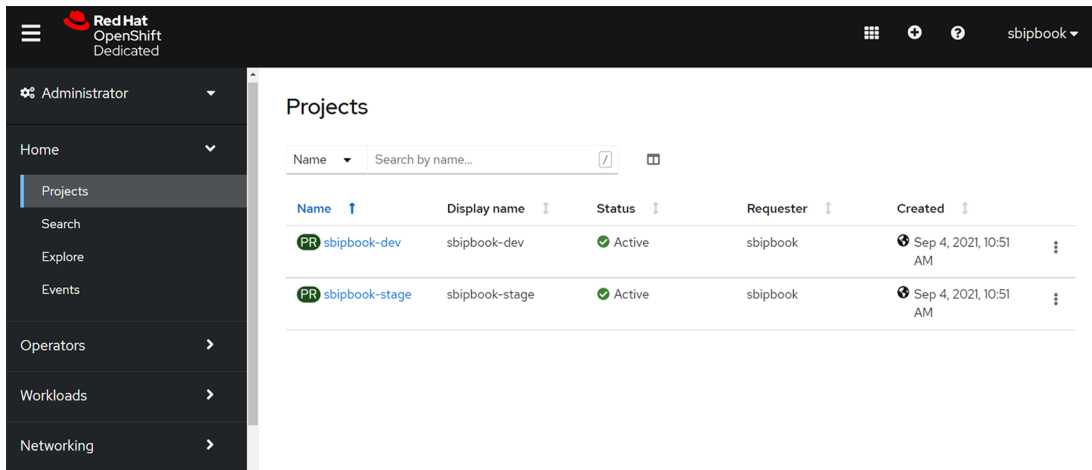 Red Hat
OpenShift
Dedicated
sbipbook
Administrator
Home
Projects
Search
Explore
Events
Operators
Workloads
Networking
Projects
Name Search by name... /
Name Display name Status Requester Created
PR sbipbook-dev sbipbook-dev Active sbipbook Sep 4, 2021, 10:51
AM
PR sbipbook-stage sbipbook-stage Active sbipbook Sep 4, 2021, 10:51
AM